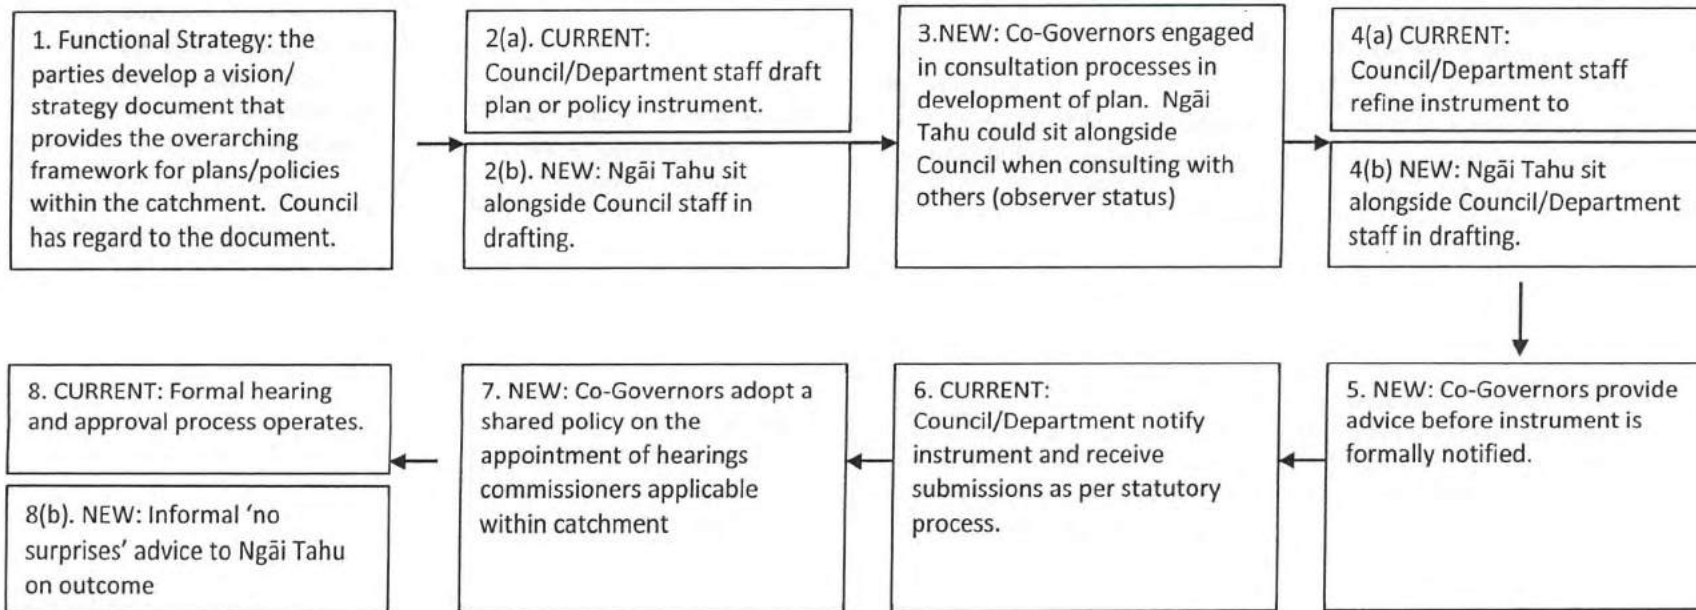 1. Functional Strategy: the
parties develop a vision/
strategy document that
provides the overarching
framework for plans/policies
within the catchment.  Council
has regard to the document.
2(a). CURRENT:
Council/Department staff draft
plan or policy instrument.
2(b). NEW: Ngāi Tahu sit
alongside Council staff in
drafting.
3.NEW: Co-Governors engaged
in consultation processes in
development of plan.  Ngāi
Tahu could sit alongside
Council when consulting with
others (observer status)
4(a) CURRENT:
Council/Department staff
refine instrument to
4(b) NEW: Ngāi Tahu sit
alongside Council/Department
staff in drafting.
5. NEW: Co-Governors provide
advice before instrument is
formally notified.
6. CURRENT:
Council/Department notify
instrument and receive
submissions as per statutory
process.
7. NEW: Co-Governors adopt a
shared policy on the
appointment of hearings
commissioners applicable
within catchment
8. CURRENT: Formal hearing
and approval process operates.
8(b). NEW: Informal ‘no
surprises’ advice to Ngāi Tahu
on outcome